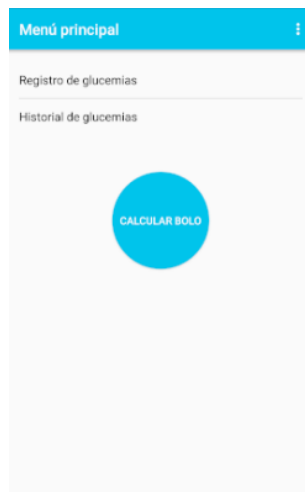 Menú principal
Registro de glucemias
Historial de glucemias
CALCULAR BOLO